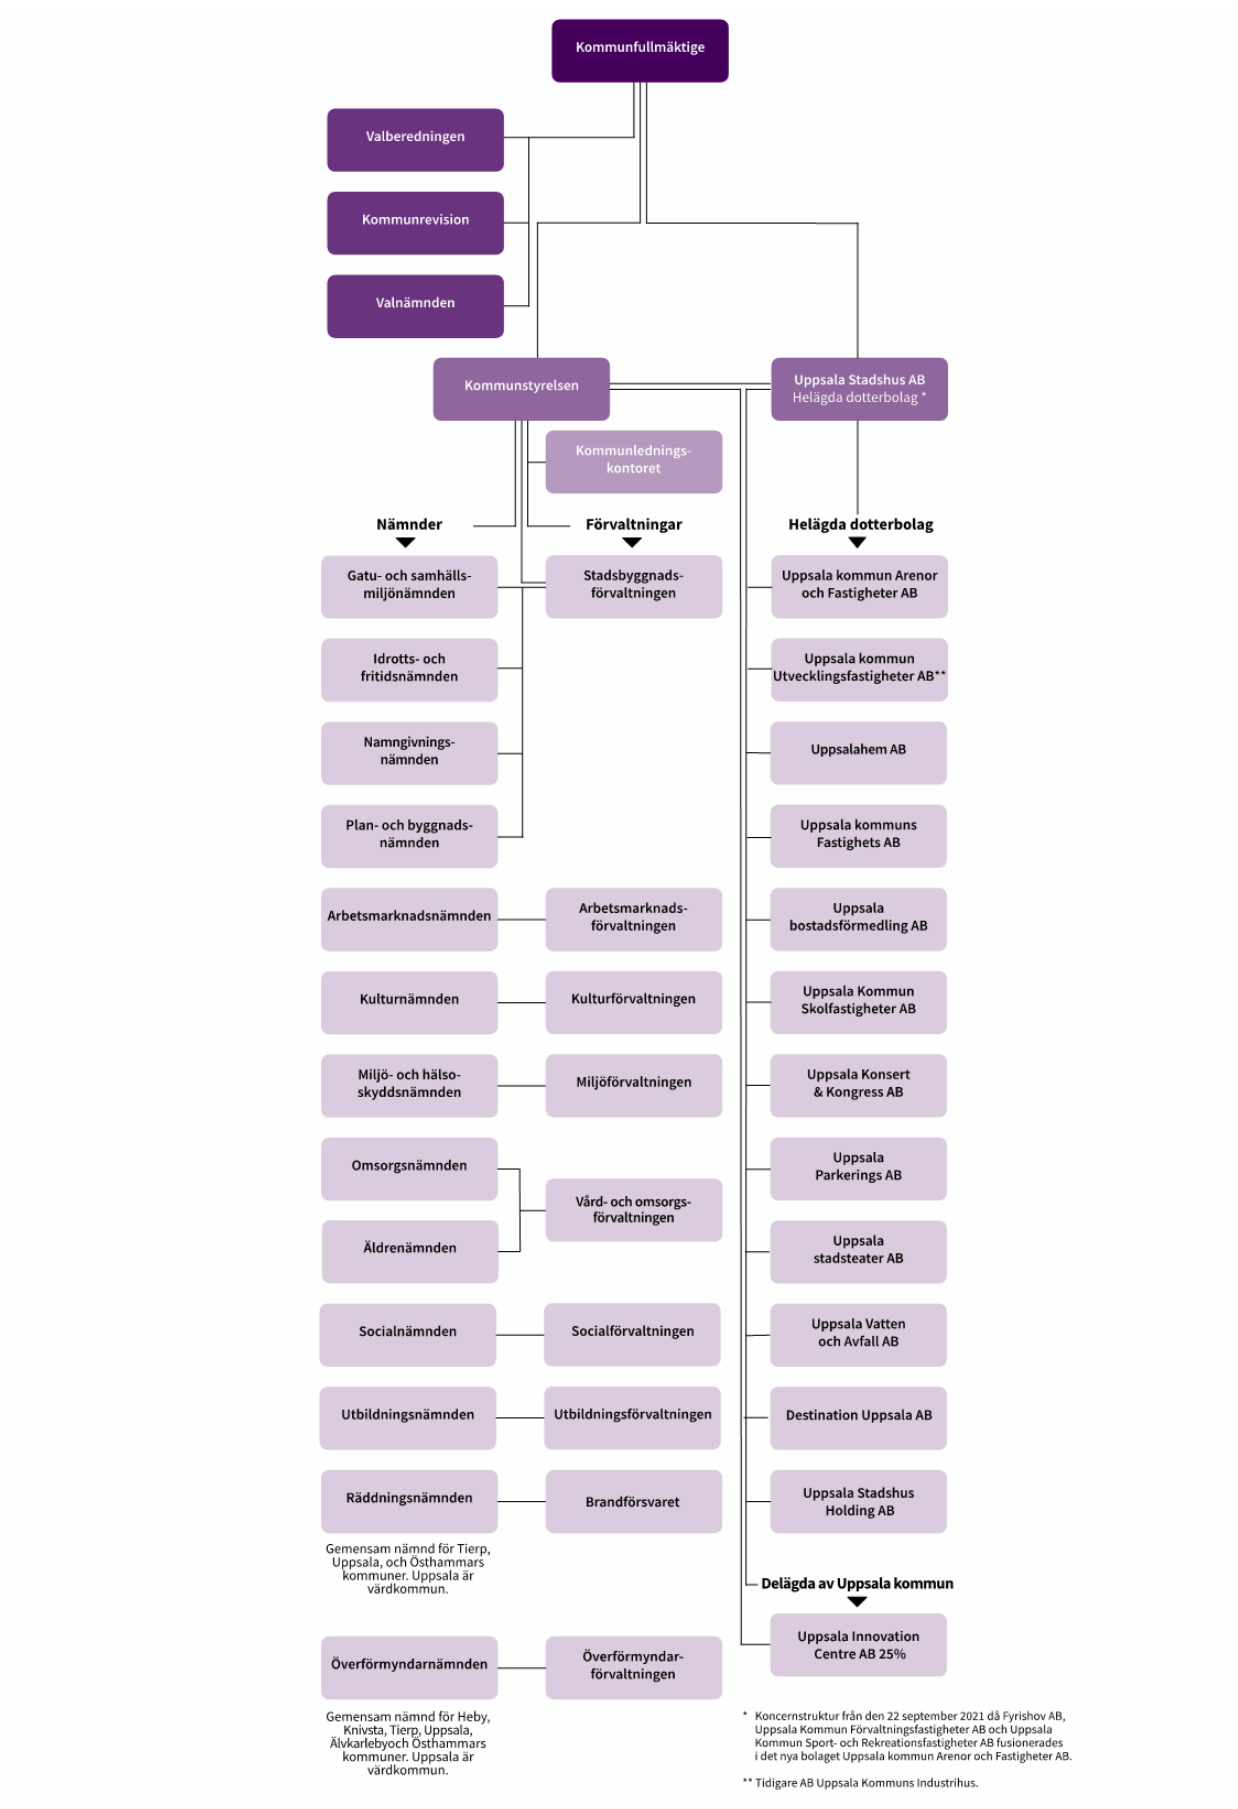 Kommunfullmäktige
Valberedningen
Kommunrevision
Valnämnden
Kommunstyrelsen
Uppsala Stadshus AB
Helägda dotterbolag *
Kommunlednings-
kontoret
Nämnder
Förvaltningar
Helägda dotterbolag
Gatu- och samhälls-
miljönämnden
Stadsbyggnads-
förvaltningen
Uppsala kommun Arenor
och Fastigheter AB
Idrotts- och
fritidsnämnden
Uppsala kommun
Utvecklingsfastigheter AB**
Namngivnings-
nämnden
Uppsalahem AB
Plan- och byggnads-
nämnden
Uppsala kommuns
Fastighets AB
Arbetsmarknadsnämnden
Arbetsmarknads-
förvaltningen
Uppsala
bostadsförmedling AB
Kulturnämnden
Kulturförvaltningen
Uppsala Kommun
Skolfastigheter AB
Miljö- och hälso-
skyddsnämnden
Miljöförvaltningen
Uppsala Konsert
& Kongress AB
Omsorgsnämnden
Vård- och omsorgs-
förvaltningen
Uppsala
Parkerings AB
Äldrenämnden
Uppsala
stadsteater AB
Socialnämnden
Socialförvaltningen
Uppsala Vatten
och Avfall AB
Utbildningsnämnden
Utbildningsförvaltningen
Destination Uppsala AB
Räddningsnämnden
Brandförsvaret
Uppsala Stadshus
Holding AB
Gemensam nämnd för Tierp,
Uppsala, och Östhammars
kommuner. Uppsala är
värdkommun.
Delägda av Uppsala kommun
Uppsala Innovation
Centre AB 25%
Överförmyndarnämnden
Överförmyndar-
förvaltningen
Gemensam nämnd för Heby,
Knivsta, Tierp, Uppsala,
Älvkarlebyoch Östhammars
kommuner. Uppsala är
värdkommun.
* Koncernstruktur från den 22 september 2021 då Fyrishov AB,
Uppsala Kommun Förvaltningsfastigheter AB och Uppsala
Kommun Sport- och Rekreationsfastigheter AB fusionerades
i det nya bolaget Uppsala kommun Arenor och Fastigheter AB.
** Tidigare AB Uppsala Kommuns Industrihus.